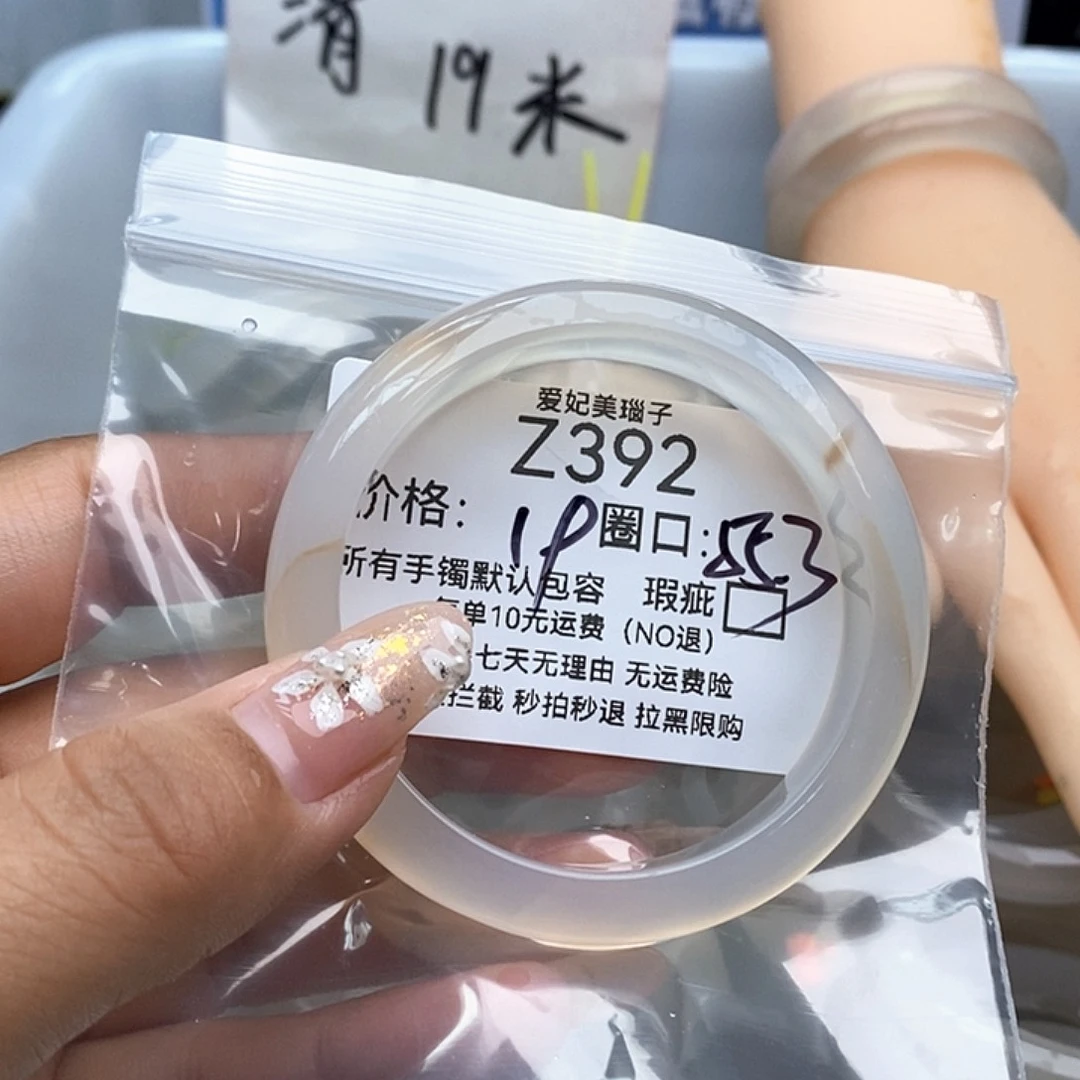 清 19米
爱妃美瑙子
Z392
价格: 19 圈口: 55.3
所有手镯默认包容 瑕疵
每单10元运费 (NO退)
七天无理由 无运费险
拦截 秒拍秒退 拉黑限购